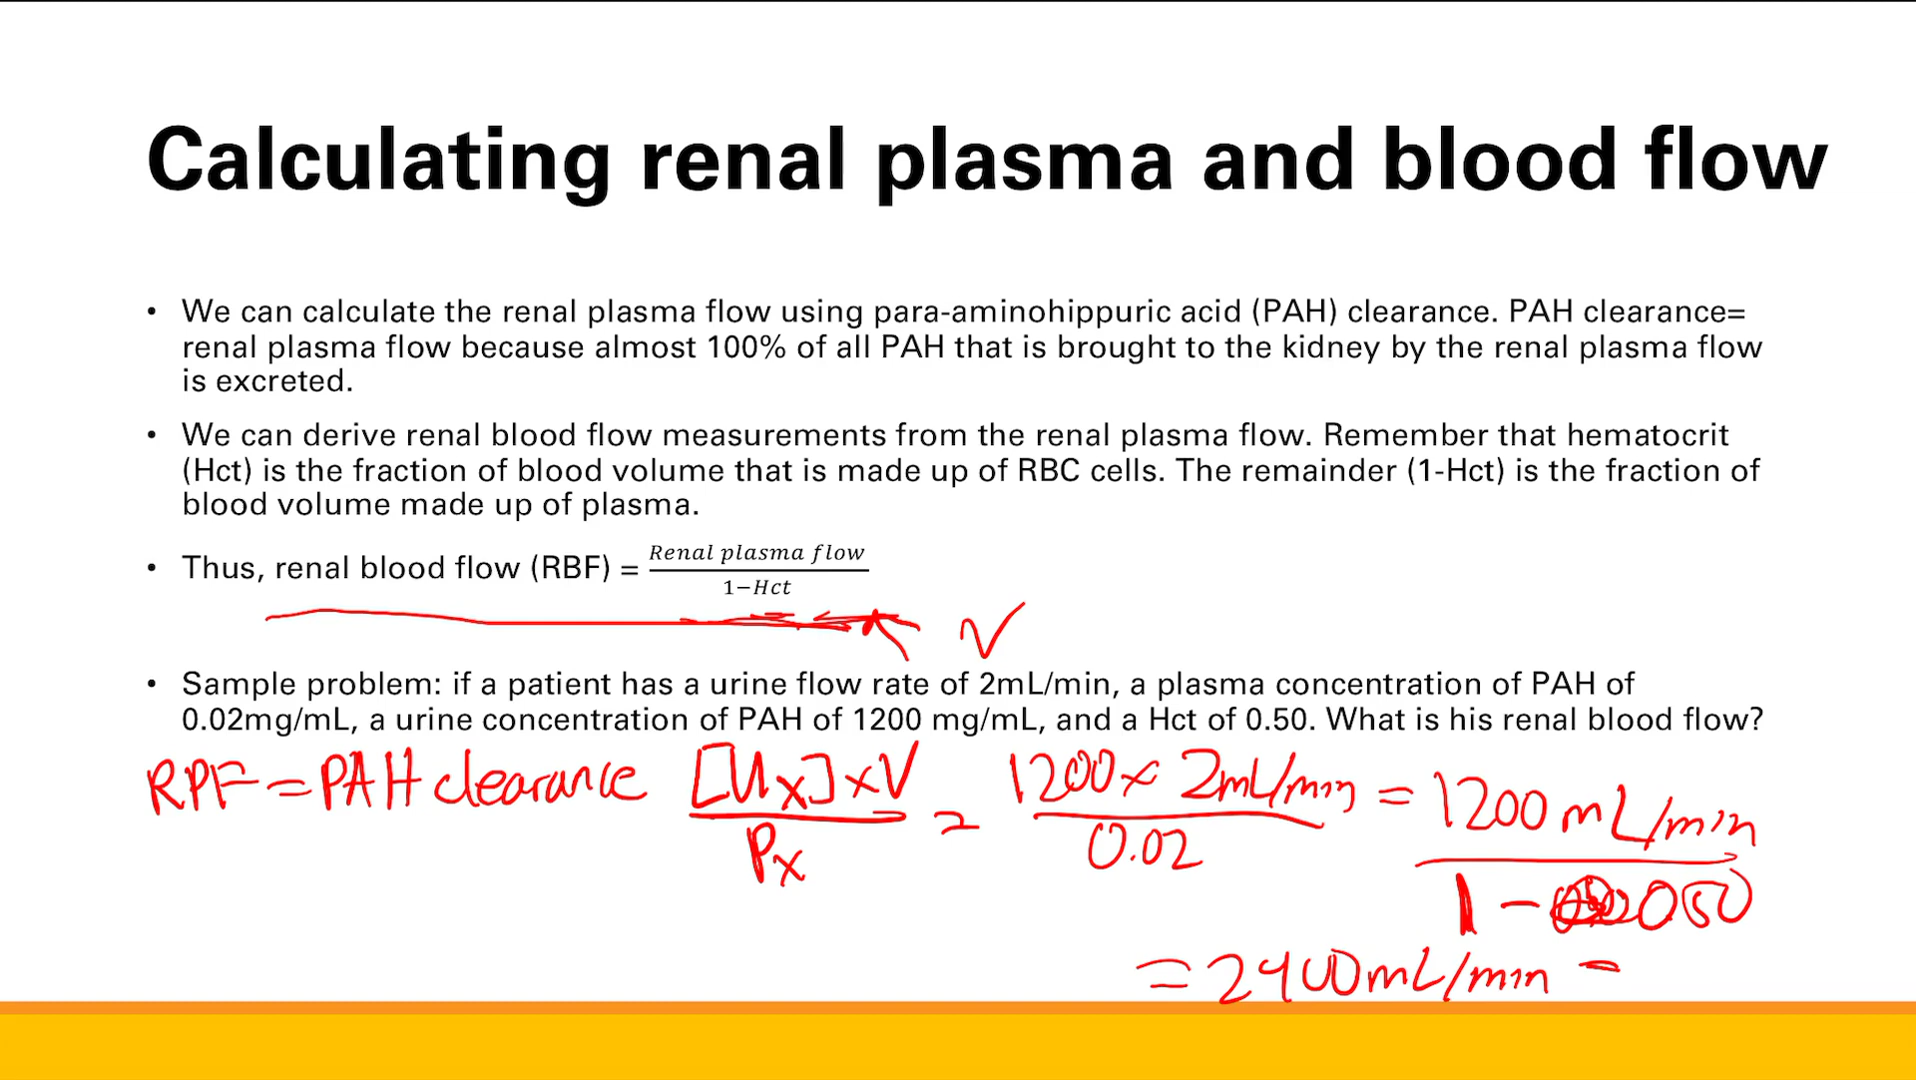 Calculating renal plasma and blood flow
• We can calculate the renal plasma flow using para-aminohippuric acid (PAH) clearance. PAH clearance=
renal plasma flow because almost 100% of all PAH that is brought to the kidney by the renal plasma flow
is excreted.
• We can derive renal blood flow measurements from the renal plasma flow. Remember that hematocrit
(Hct) is the fraction of blood volume that is made up of RBC cells. The remainder (1-Hct) is the fraction of
blood volume made up of plasma.
• Thus, renal blood flow (RBF) = Renal plasma flow
1−Hct
• Sample problem: if a patient has a urine flow rate of 2mL/min, a plasma concentration of PAH of
0.02mg/mL, a urine concentration of PAH of 1200 mg/mL, and a Hct of 0.50. What is his renal blood flow?
RPF = PAH clearance [Ux] x V = 1200 x 2mL/min = 1200 mL/min
Px 0.02 1 - 050
= 2400mL/min =